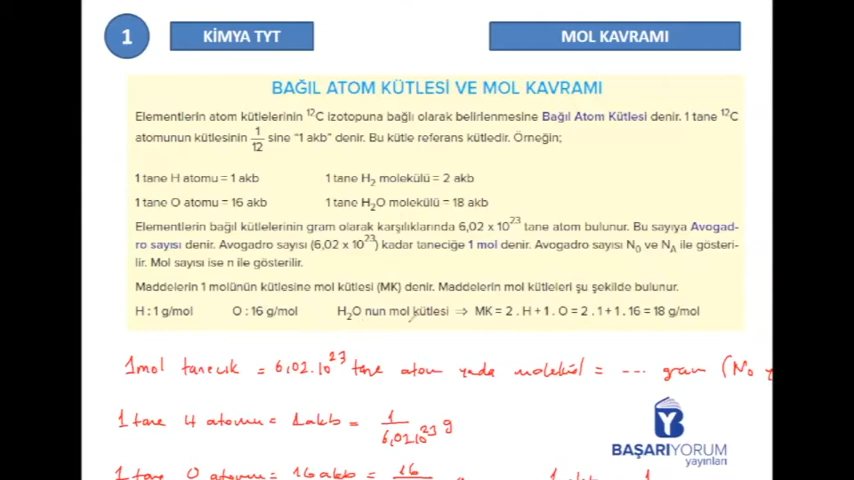 1
KİMYA TYT
MOL KAVRAMI
BAĞIL ATOM KÜTLESİ VE MOL KAVRAMI
Elementlerin atom kütlelerinin ¹²C izotopuna bağlı olarak belirlenmesine Bağıl Atom Kütlesi denir. 1 tane ¹²C
atomunun kütlesinin 1/12 sine "1 akb" denir. Bu kütle referans kütledir. Örneğin;
1 tane H atomu = 1 akb 1 tane H₂ molekülü = 2 akb
1 tane O atomu = 16 akb 1 tane H₂O molekülü = 18 akb
Elementlerin bağıl kütlelerinin gram olarak karşılıklarında 6,02 x 10²³ tane atom bulunur. Bu sayıya Avogad-
ro sayısı denir. Avogadro sayısı (6,02 x 10²³) kadar taneciğe 1 mol denir. Avogadro sayısı N₀ ve Nₐ ile gösteri-
lir. Mol sayısı ise n ile gösterilir.
Maddelerin 1 molünün kütlesine mol kütlesi (MK) denir. Maddelerin mol kütleleri şu şekilde bulunur.
H : 1 g/mol O : 16 g/mol H₂O nun mol kütlesi ⇒ MK = 2 . H + 1 . O = 2 . 1 + 1 . 16 = 18 g/mol
1mol tanecik = 6,02.10²³ tane atom yada molekül = --- gram (N₀
1 tane H atomu = 1akb = 1/6,02.10²³ g
1 tane O atomu = 16akb = 16
BAŞARIYORUM
yayınları